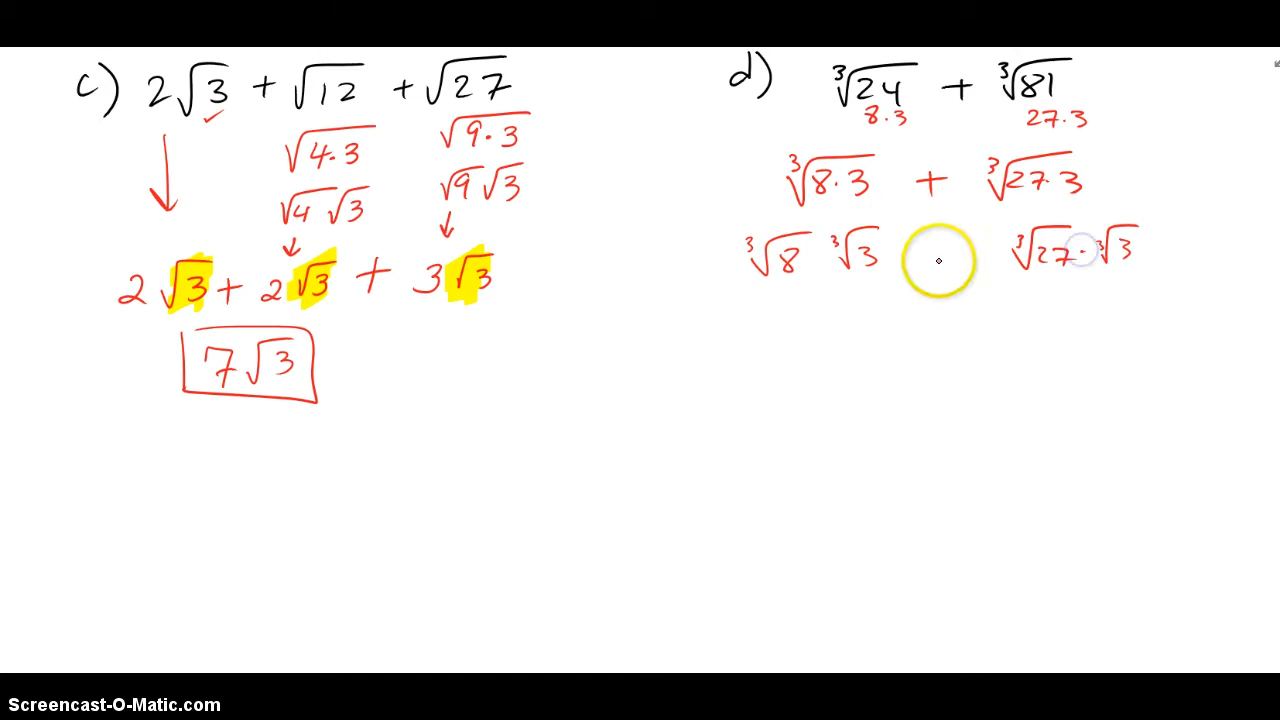 c) 2√3 + √12 + √27
√4·3 √9·3
√4 √3 √9 √3
2√3 + 2√3 + 3√3
7√3
d) ∛24 + ∛81
8·3 27·3
∛8·3 + ∛27·3
∛8 ∛3 ∛27 · ∛3
Screencast-O-Matic.com